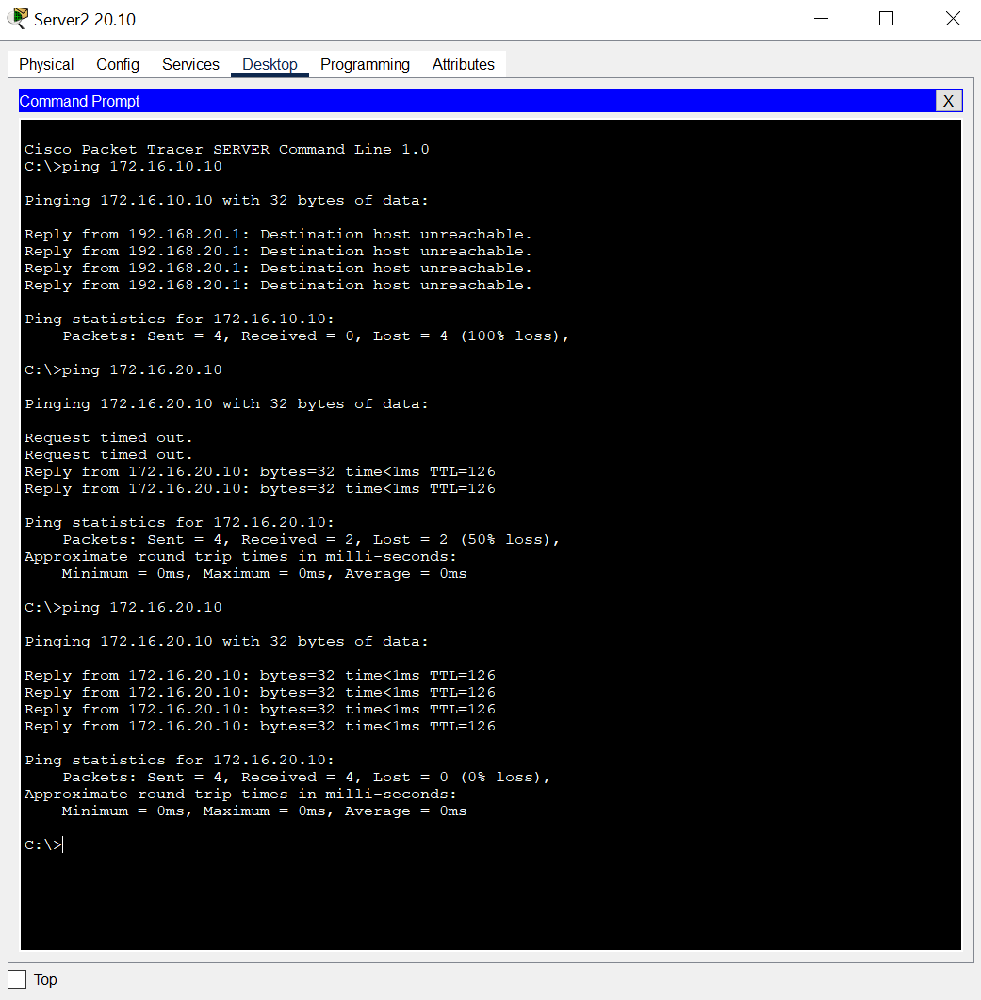 Server2 20.10
Physical Config Services Desktop Programming Attributes
Command Prompt X
Cisco Packet Tracer SERVER Command Line 1.0
C:\>ping 172.16.10.10
Pinging 172.16.10.10 with 32 bytes of data:
Reply from 192.168.20.1: Destination host unreachable.
Reply from 192.168.20.1: Destination host unreachable.
Reply from 192.168.20.1: Destination host unreachable.
Reply from 192.168.20.1: Destination host unreachable.
Ping statistics for 172.16.10.10:
    Packets: Sent = 4, Received = 0, Lost = 4 (100% loss),
C:\>ping 172.16.20.10
Pinging 172.16.20.10 with 32 bytes of data:
Request timed out.
Request timed out.
Reply from 172.16.20.10: bytes=32 time<1ms TTL=126
Reply from 172.16.20.10: bytes=32 time<1ms TTL=126
Ping statistics for 172.16.20.10:
    Packets: Sent = 4, Received = 2, Lost = 2 (50% loss),
Approximate round trip times in milli-seconds:
    Minimum = 0ms, Maximum = 0ms, Average = 0ms
C:\>ping 172.16.20.10
Pinging 172.16.20.10 with 32 bytes of data:
Reply from 172.16.20.10: bytes=32 time<1ms TTL=126
Reply from 172.16.20.10: bytes=32 time<1ms TTL=126
Reply from 172.16.20.10: bytes=32 time<1ms TTL=126
Reply from 172.16.20.10: bytes=32 time<1ms TTL=126
Ping statistics for 172.16.20.10:
    Packets: Sent = 4, Received = 4, Lost = 0 (0% loss),
Approximate round trip times in milli-seconds:
    Minimum = 0ms, Maximum = 0ms, Average = 0ms
C:\>
Top